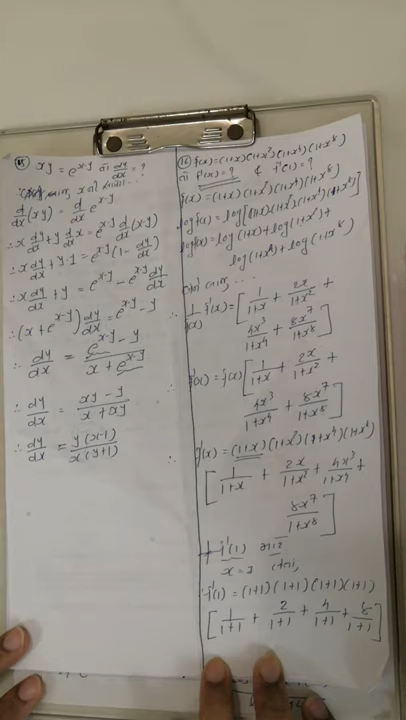 15) xy = e^{x-y} ना dy/dx = ?
d/dx (xy) = d/dx e^{x-y}
∴ x dy/dx + y d/dx x = e^{x-y} d/dx (x-y)
∴ x dy/dx + y·1 = e^{x-y} (1 - dy/dx)
∴ x dy/dx + y = e^{x-y} - e^{x-y} dy/dx
∴ (x + e^{x-y}) dy/dx = e^{x-y} - y
∴ dy/dx = (e^{x-y} - y) / (x + e^{x-y})
∴ dy/dx = (xy - y) / (x + xy)
∴ dy/dx = y(x-1) / x(y+1)
16) f(x) = (1+x)(1+x²)(1+x⁴)(1+x⁸)
f'(x) = ? & f'(1) = ?
f(x) = (1+x)(1+x²)(1+x⁴)(1+x⁸)
log f(x) = log[(1+x)(1+x²)(1+x⁴)(1+x⁸)]
log f(x) = log(1+x) + log(1+x²) +
log(1+x⁴) + log(1+x⁸)
∴ 1/f(x) f'(x) = [1/(1+x) + 2x/(1+x²) +
4x³/(1+x⁴) + 8x⁷/(1+x⁸)]
∴ f'(x) = f(x) [1/(1+x) + 2x/(1+x²) +
4x³/(1+x⁴) + 8x⁷/(1+x⁸)]
∴ f'(x) = (1+x)(1+x²)(1+x⁴)(1+x⁸)
[1/(1+x) + 2x/(1+x²) + 4x³/(1+x⁴) +
8x⁷/(1+x⁸)]
f'(1)
x = 1
∴ f'(1) = (1+1)(1+1)(1+1)(1+1)
[1/(1+1) + 2/(1+1) + 4/(1+1) + 8/(1+1)]